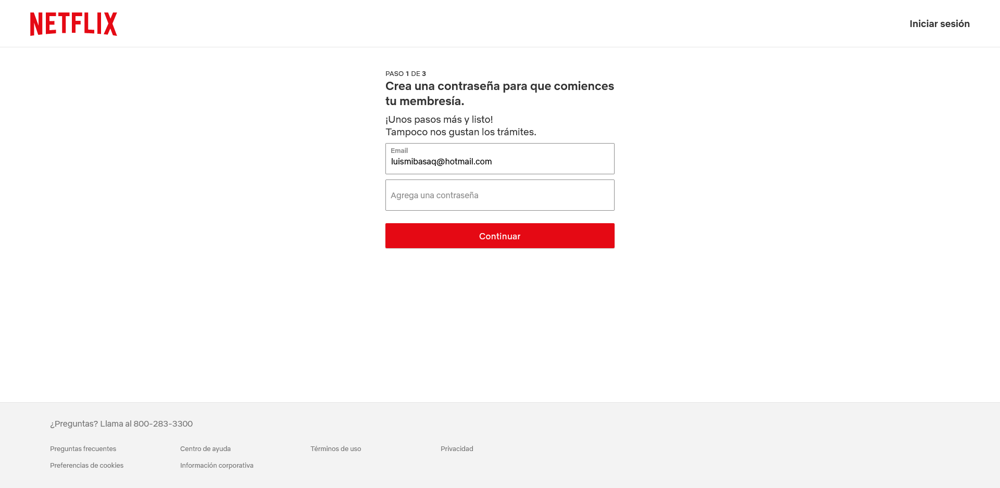 NETFLIX
Iniciar sesión
PASO 1 DE 3
Crea una contraseña para que comiences
tu membresía.
¡Unos pasos más y listo!
Tampoco nos gustan los trámites.
Email
luismibasaq@hotmail.com
Agrega una contraseña
Continuar
¿Preguntas? Llama al 800-283-3300
Preguntas frecuentes
Centro de ayuda
Términos de uso
Privacidad
Preferencias de cookies
Información corporativa